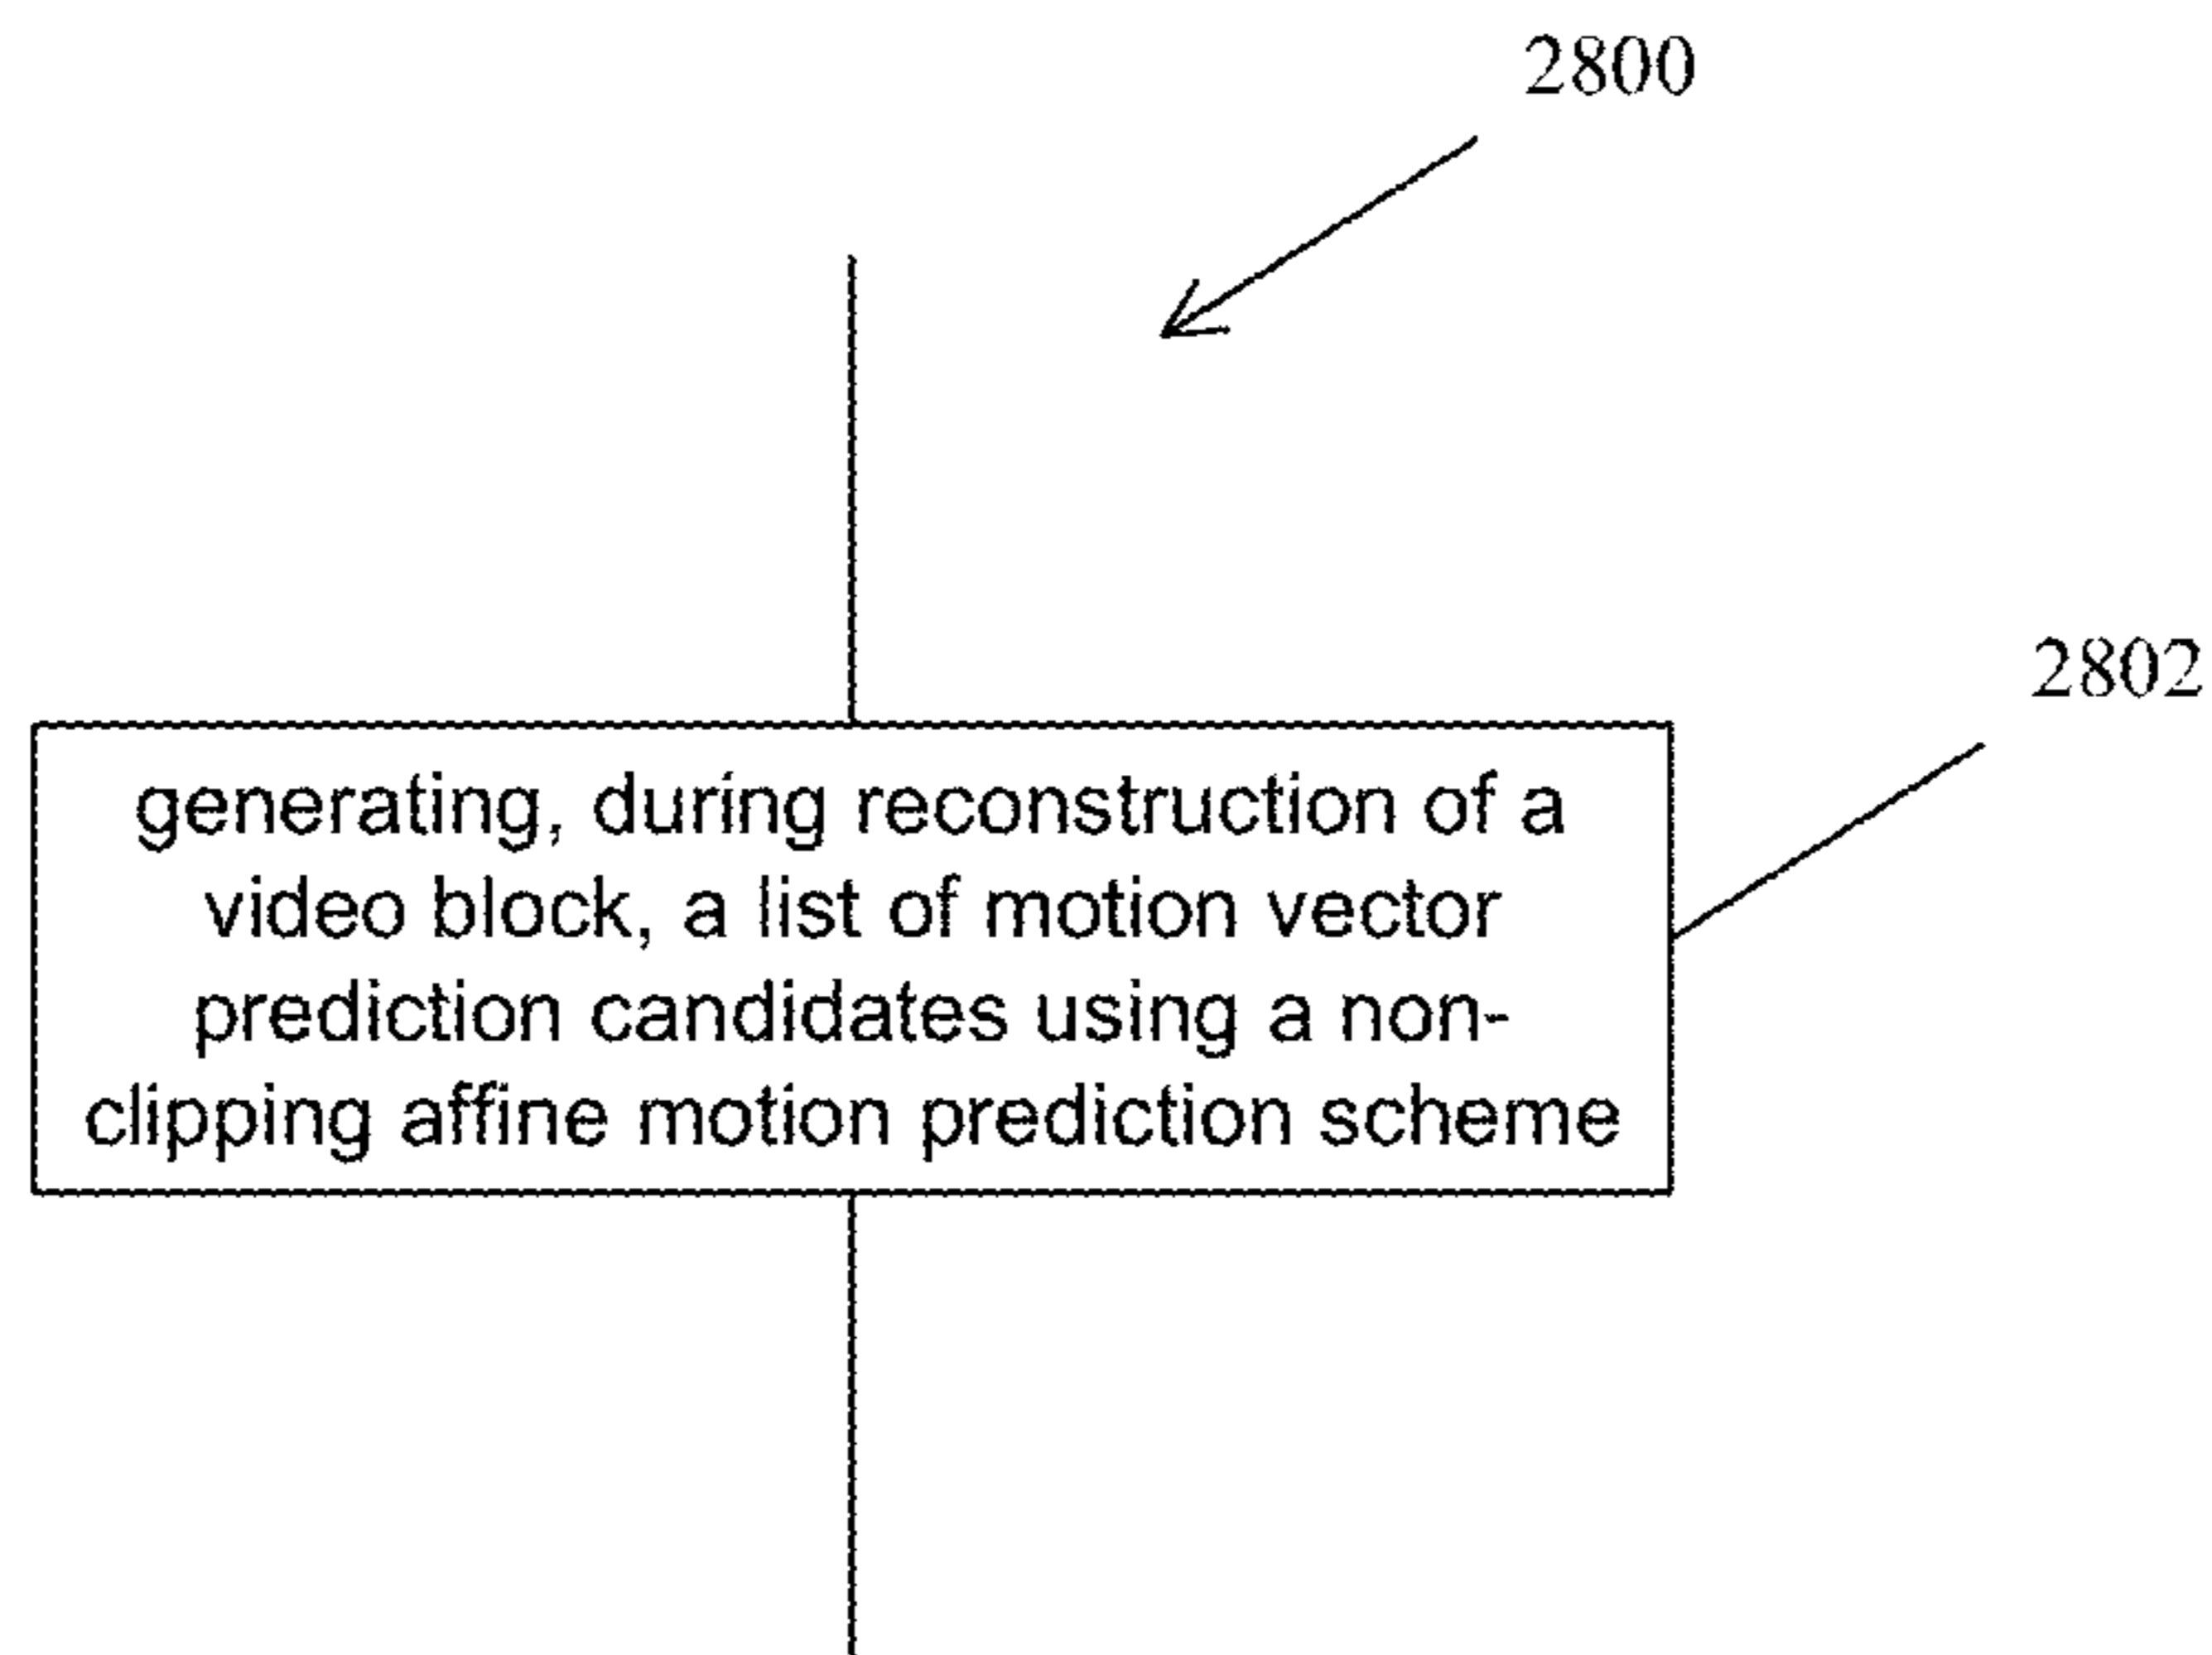 2800
2802
generating, during reconstruction of a
video block, a list of motion vector
prediction candidates using a non-
clipping affine motion prediction scheme